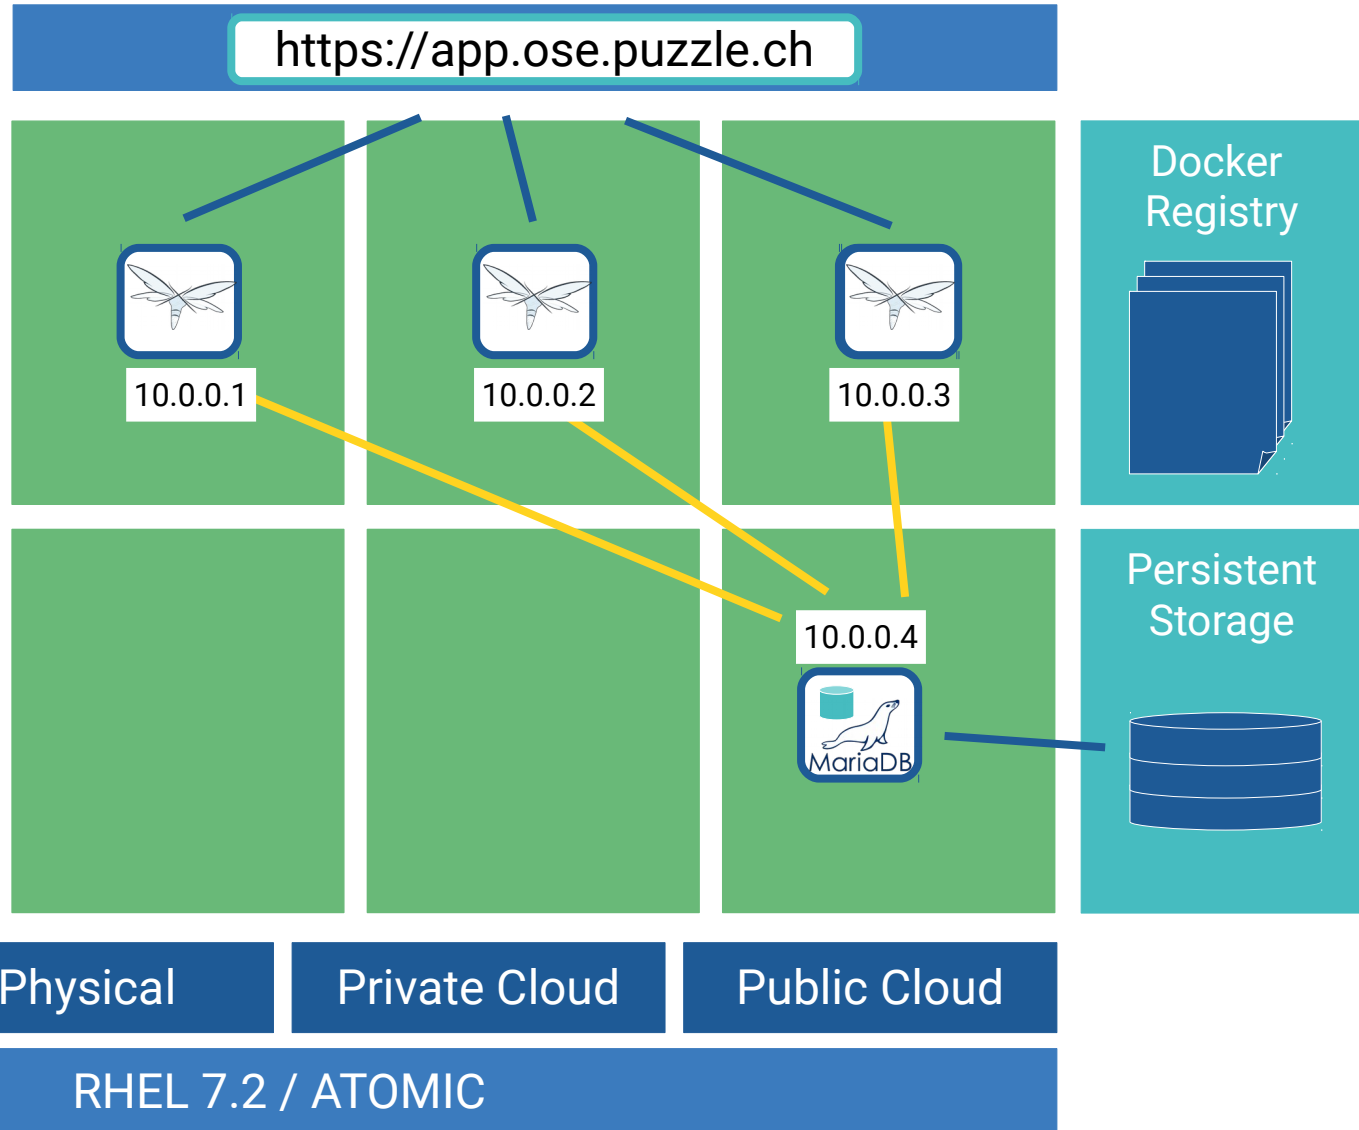 https://app.ose.puzzle.ch
Docker
Registry
10.0.0.1
10.0.0.2
10.0.0.3
Persistent
Storage
10.0.0.4
MariaDB
Physical
Private Cloud
Public Cloud
RHEL 7.2 / ATOMIC